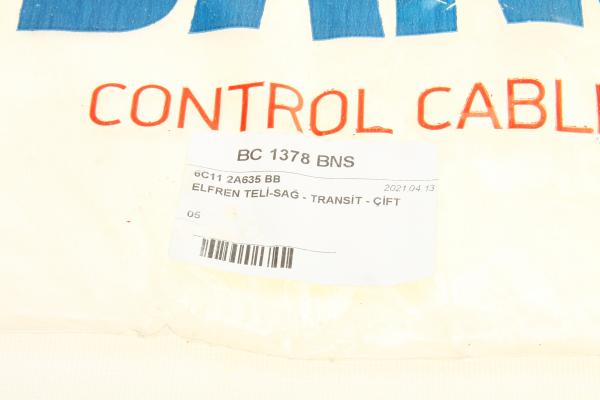 CONTROL CABL
BC 1378 BNS
6C11 2A635 BB
2021.04.13
ELFREN TELİ-SAĞ - TRANSİT - ÇİFT
05